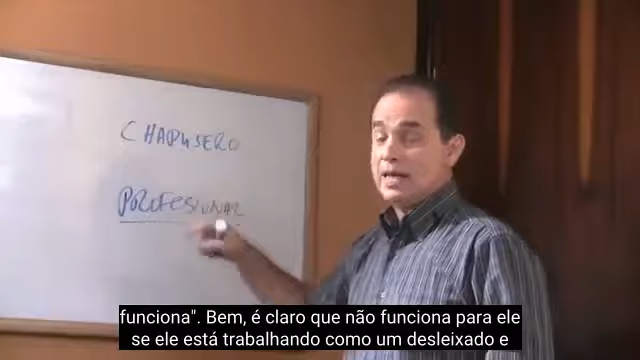 CHAPUSERO
PROFESIONAL
funciona". Bem, é claro que não funciona para ele
se ele está trabalhando como um desleixado e